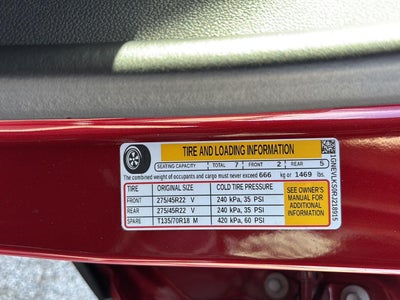 TIRE AND LOADING INFORMATION
SEATING CAPACITY TOTAL 7 FRONT 2 REAR 5
The combined weight of occupants and cargo must never exceed 666 kg or 1469 lbs.
TIRE ORIGINAL SIZE COLD TIRE PRESSURE
FRONT 275/45R22 V 240 kPa, 35 PSI
REAR 275/45R22 V 240 kPa, 35 PSI
SPARE T135/70R18 M 420 kPa, 60 PSI
SEE OWNER'S
MANUAL FOR
ADDITIONAL
INFORMATION